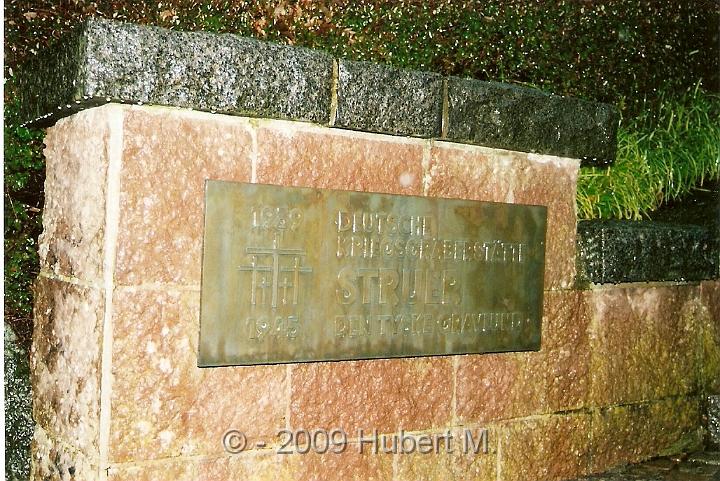 1939
DEUTSCHE
KRIEGSGRÄBERSTÄTTE
STRUER
1945
DEN TYSKE GRAVLUND
© - 2009 Hubert M.